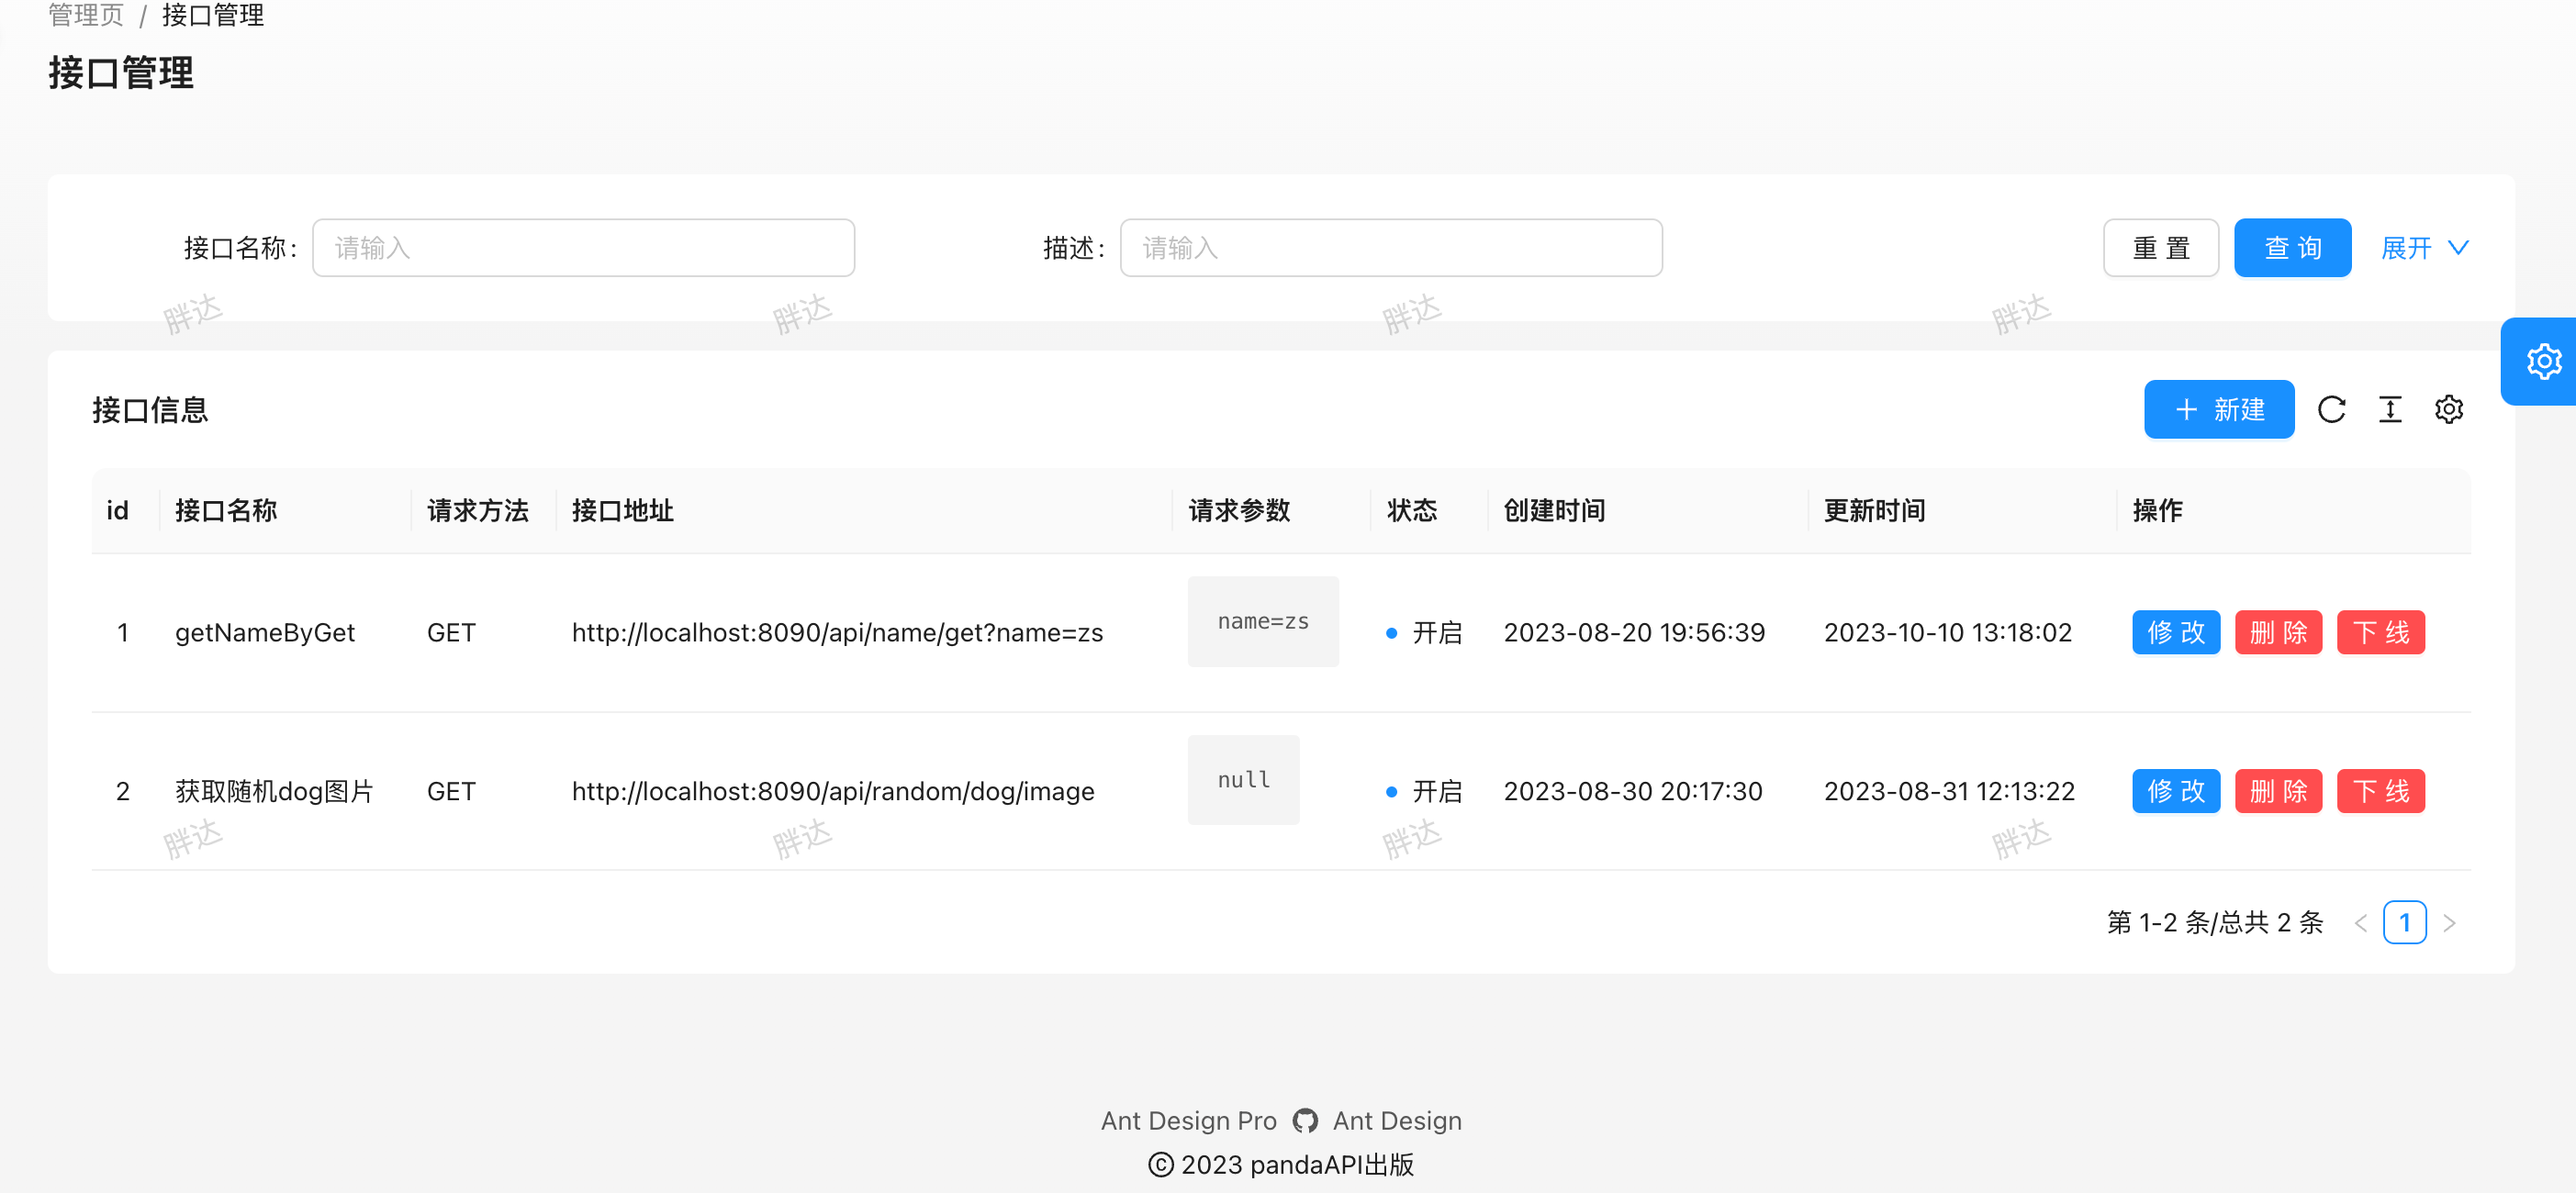 管理页 / 接口管理
接口管理
接口名称: 请输入 描述: 请输入 重 置 查 询 展开
胖达 胖达 胖达 胖达
接口信息 新建
id 接口名称 请求方法 接口地址 请求参数 状态 创建时间 更新时间 操作
1 getNameByGet GET http://localhost:8090/api/name/get?name=zs name=zs 开启 2023-08-20 19:56:39 2023-10-10 13:18:02 修 改 删 除 下 线
2 获取随机dog图片 GET http://localhost:8090/api/random/dog/image null 开启 2023-08-30 20:17:30 2023-08-31 12:13:22 修 改 删 除 下 线
胖达 胖达 胖达 胖达
第 1-2 条/总共 2 条 < 1 >
Ant Design Pro Ant Design
© 2023 pandaAPI出版